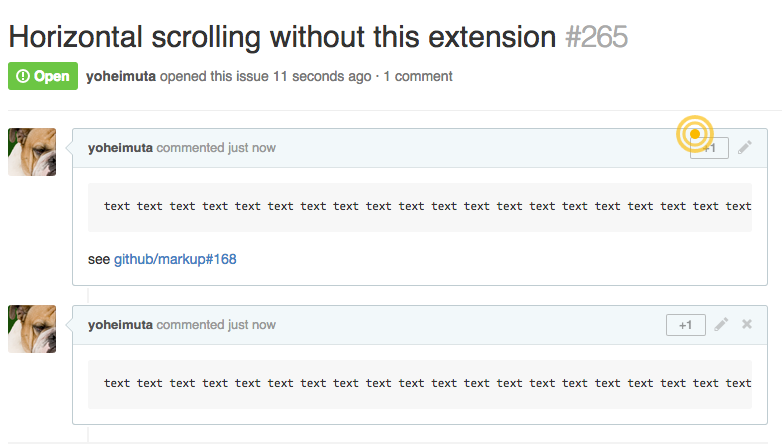 Horizontal scrolling without this extension #265
Open yoheimuta opened this issue 11 seconds ago · 1 comment
yoheimuta commented just now +1
text text text text text text text text text text text text text text text text text text text text
see github/markup#168
yoheimuta commented just now +1
text text text text text text text text text text text text text text text text text text text text